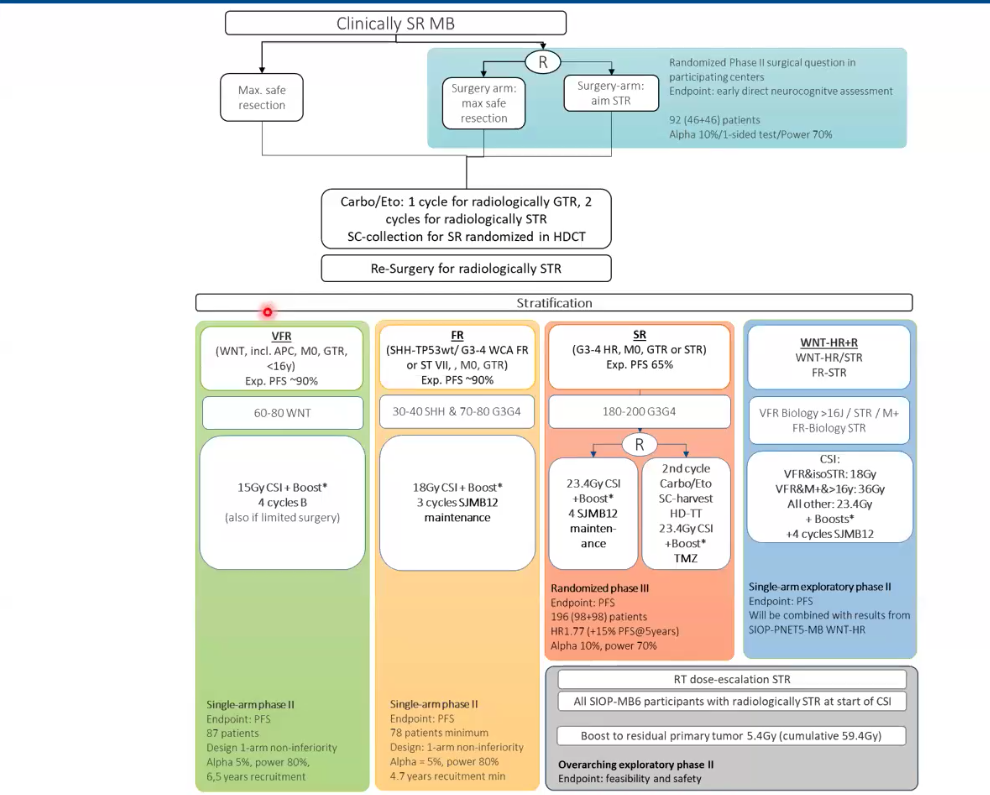 Clinically SR MB
R
Max. safe
resection
Surgery arm:
max safe
resection
Surgery-arm:
aim STR
Randomized Phase II surgical question in
participating centers
Endpoint: early direct neurocognitve assessment
92 (46+46) patients
Alpha 10%/1-sided test/Power 70%
Carbo/Eto: 1 cycle for radiologically GTR, 2
cycles for radiologically STR
SC-collection for SR randomized in HDCT
Re-Surgery for radiologically STR
Stratification
VFR
(WNT, incl. APC, M0, GTR,
<16y)
Exp. PFS ~90%
60-80 WNT
15Gy CSI + Boost*
4 cycles B
(also if limited surgery)
Single-arm phase II
Endpoint: PFS
87 patients
Design 1-arm non-inferiority
Alpha 5%, power 80%,
6,5 years recruitment
FR
(SHH-TP53wt/ G3-4 WCA FR
or ST VII, , M0, GTR)
Exp. PFS ~90%
30-40 SHH & 70-80 G3G4
18Gy CSI + Boost*
3 cycles SJMB12
maintenance
Single-arm phase II
Endpoint: PFS
78 patients minimum
Design: 1-arm non-inferiority
Alpha = 5%, power 80%
4.7 years recuitment min
SR
(G3-4 HR, M0, GTR or STR)
Exp. PFS 65%
180-200 G3G4
R
23.4Gy CSI
+Boost*
4 SJMB12
mainten-
ance
2nd cycle
Carbo/Eto
SC-harvest
HD-TT
23.4Gy CSI
+Boost*
TMZ
Randomized phase III
Endpoint: PFS
196 (98+98) patients
HR1.77 (+15% PFS@5years)
Alpha 10%, power 70%
WNT-HR+R
WNT-HR/STR
FR-STR
VFR Biology >16J / STR / M+
FR-Biology STR
CSI:
VFR&isoSTR: 18Gy
VFR&M+&>16y: 36Gy
All other: 23.4Gy
+ Boosts*
+4 cycles SJMB12
Single-arm exploratory phase II
Endpoint: PFS
Will be combined with results from
SIOP-PNET5-MB WNT-HR
RT dose-escalation STR
All SIOP-MB6 participants with radiologically STR at start of CSI
Boost to residual primary tumor 5.4Gy (cumulative 59.4Gy)
Overarching exploratory phase II
Endpoint: feasibility and safety